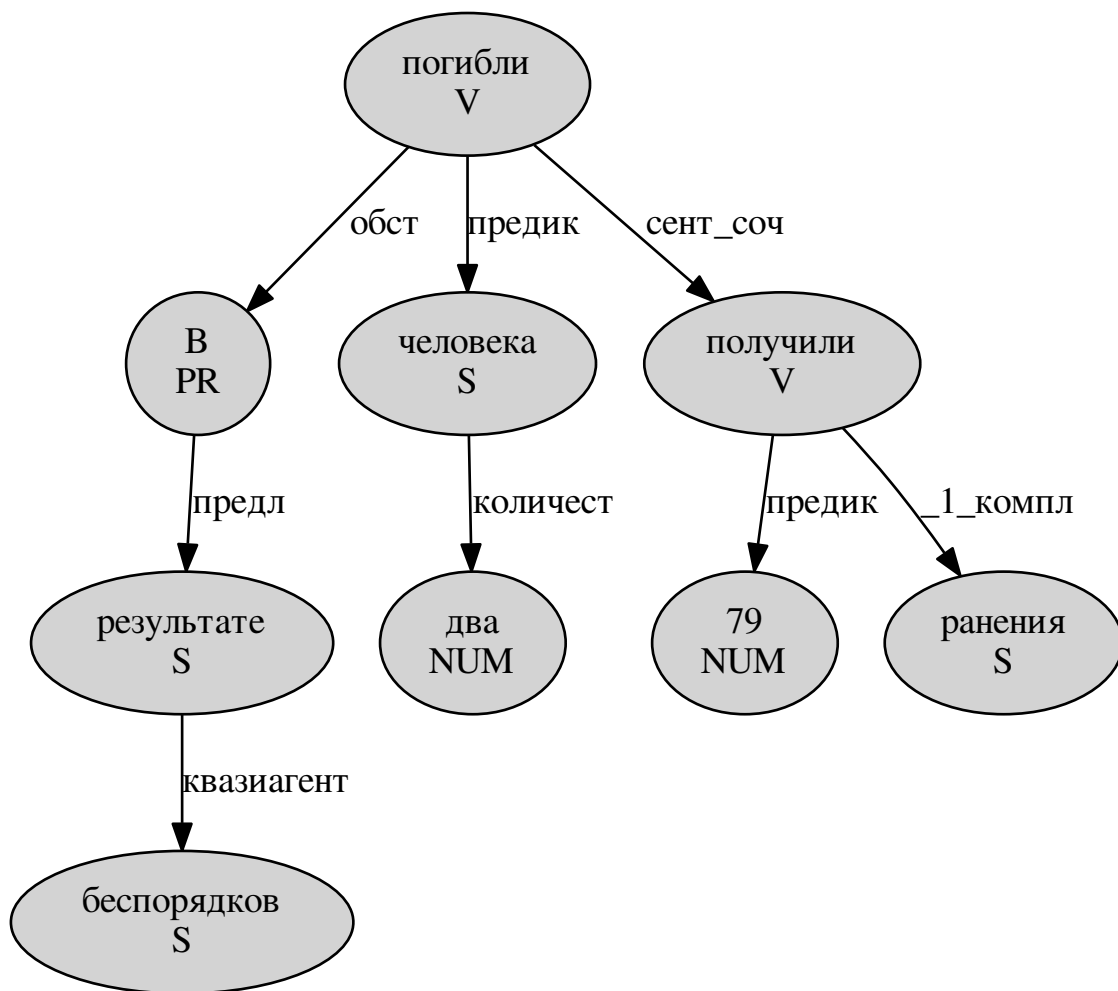 погибли
V
обст
предик
сент_соч
В
PR
человека
S
получили
V
предл
количест
предик
_1_компл
результате
S
два
NUM
79
NUM
ранения
S
квазиагент
беспорядков
S